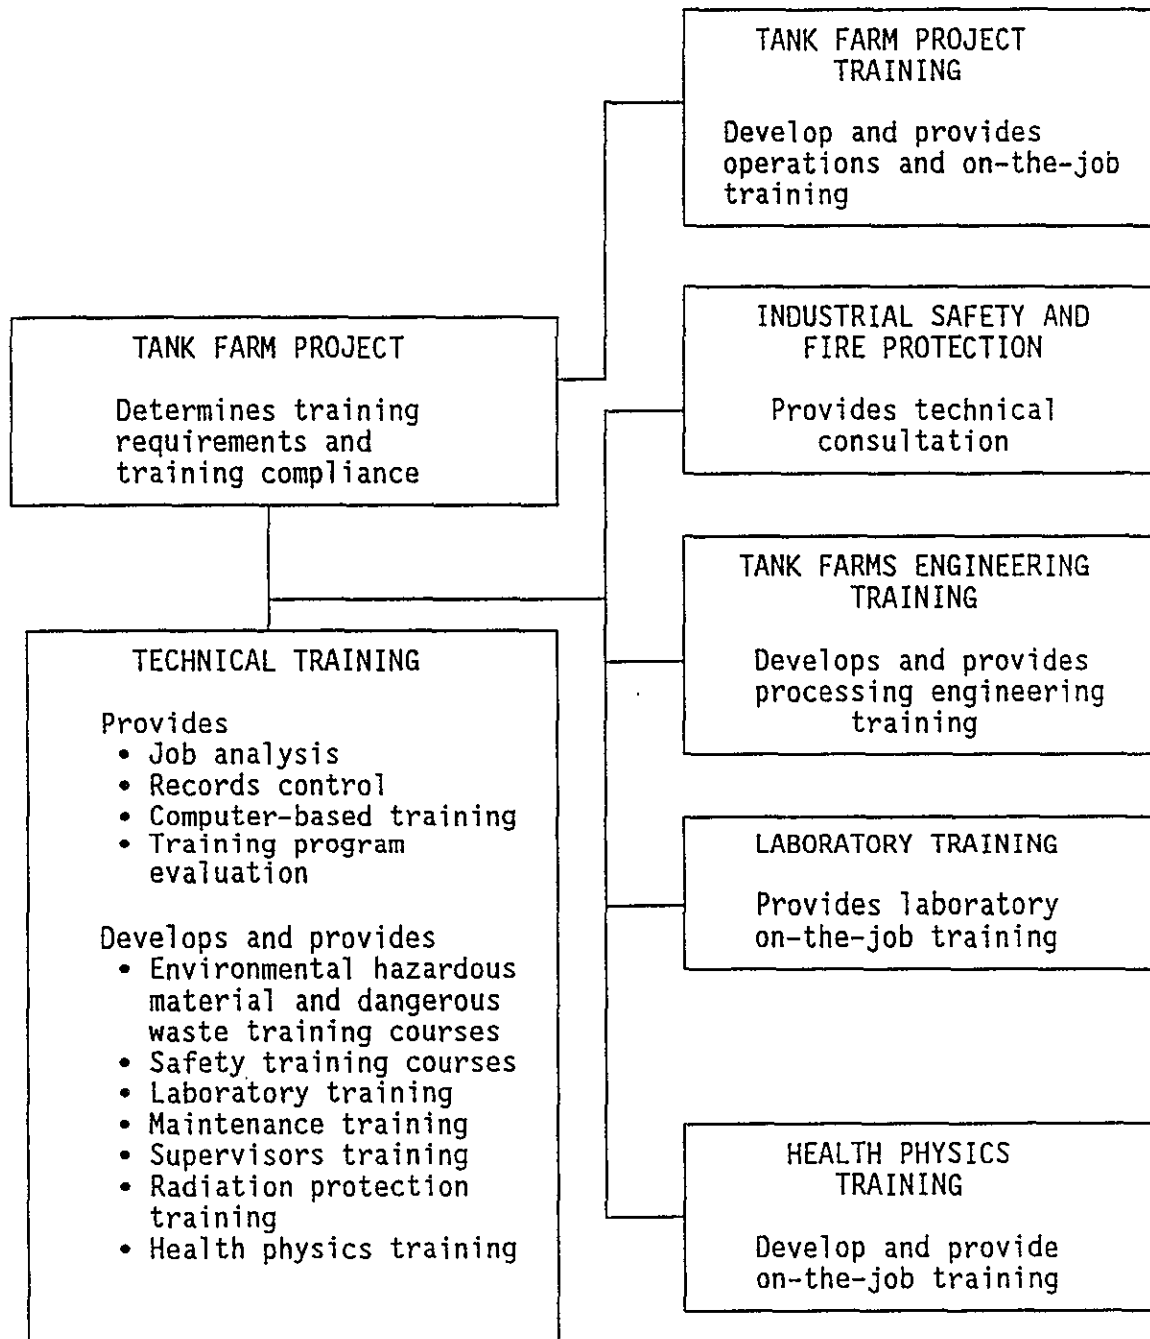 TANK FARM PROJECT
TRAINING
Develop and provides
operations and on-the-job
training
TANK FARM PROJECT
Determines training
requirements and
training compliance
INDUSTRIAL SAFETY AND
FIRE PROTECTION
Provides technical
consultation
TANK FARMS ENGINEERING
TRAINING
Develops and provides
processing engineering
training
TECHNICAL TRAINING
Provides
• Job analysis
• Records control
• Computer-based training
• Training program
evaluation
Develops and provides
• Environmental hazardous
material and dangerous
waste training courses
• Safety training courses
• Laboratory training
• Maintenance training
• Supervisors training
• Radiation protection
training
• Health physics training
LABORATORY TRAINING
Provides laboratory
on-the-job training
HEALTH PHYSICS
TRAINING
Develop and provide
on-the-job training